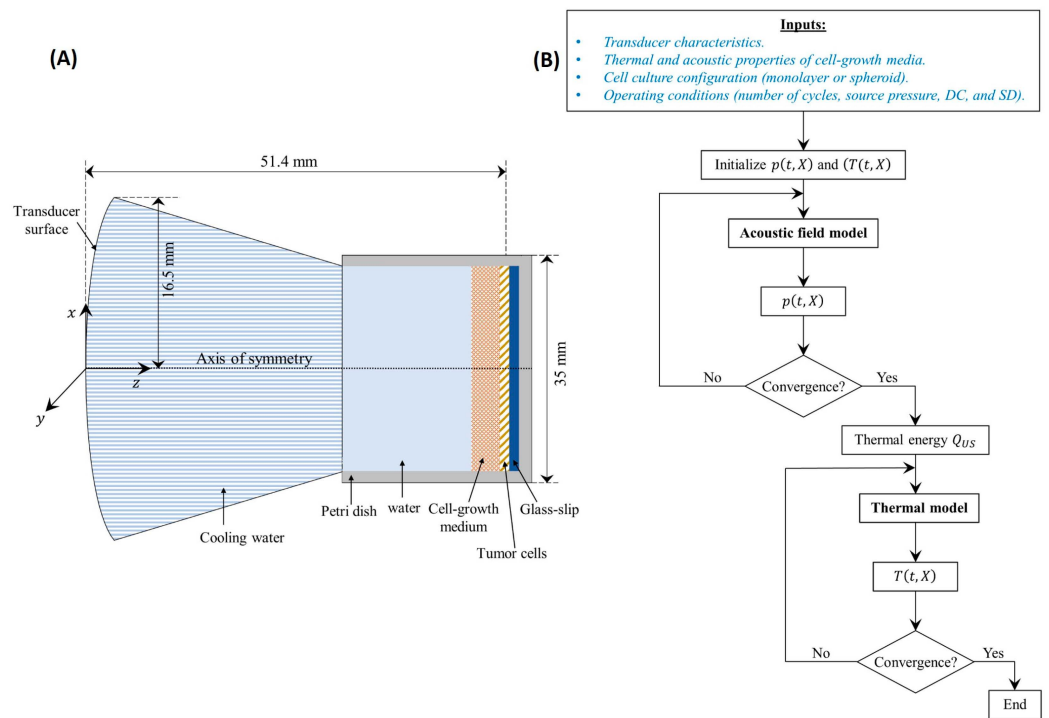 (A)
51.4 mm
Transducer
surface
16.5 mm
x
Axis of symmetry
z
y
35 mm
Petri dish
water
Cell-growth
medium
Glass-slip
Tumor cells
Cooling water
(B)
Inputs:
• Transducer characteristics.
• Thermal and acoustic properties of cell-growth media.
• Cell culture configuration (monolayer or spheroid).
• Operating conditions (number of cycles, source pressure, DC, and SD).
Initialize p(t, X) and (T(t, X)
Acoustic field model
p(t, X)
No
Convergence?
Yes
Thermal energy Q_US
Thermal model
T(t, X)
No
Convergence?
Yes
End